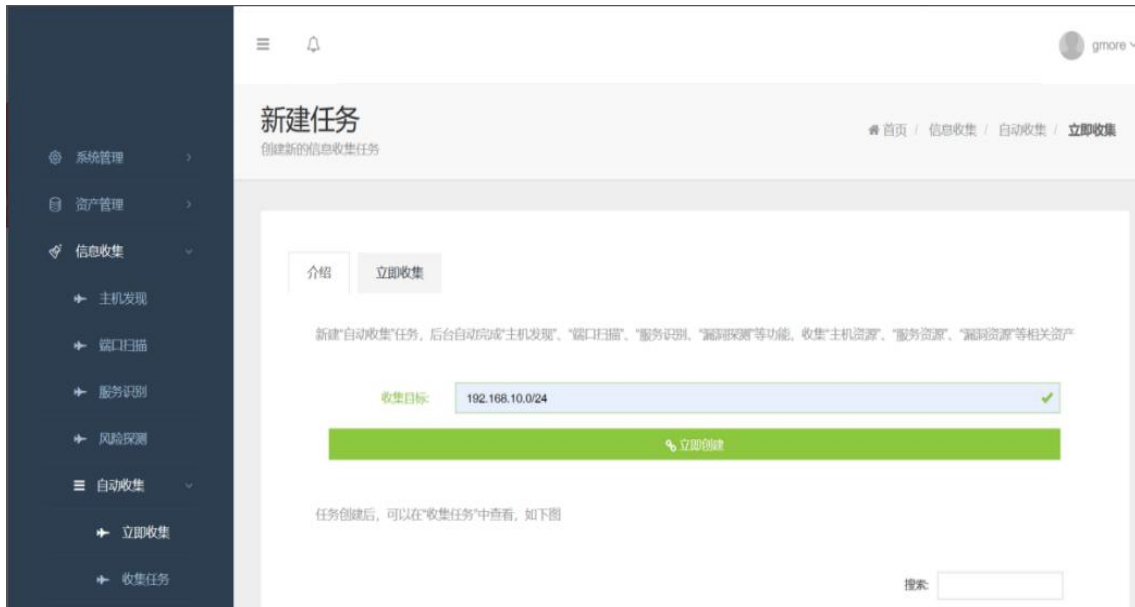 gmore
新建任务
创建新的信息收集任务
首页 / 信息收集 / 自动收集 / 立即收集
系统管理
资产管理
信息收集
主机发现
端口扫描
服务识别
风险探测
自动收集
立即收集
收集任务
介绍
立即收集
新建"自动收集"任务，后台自动完成"主机发现"、"端口扫描"、"服务识别、"漏洞探测"等功能，收集"主机资源"、"服务资源"、"漏洞资源"等相关资产
收集目标: 192.168.10.0/24
立即创建
任务创建后，可以在"收集任务"中查看，如下图
搜索: